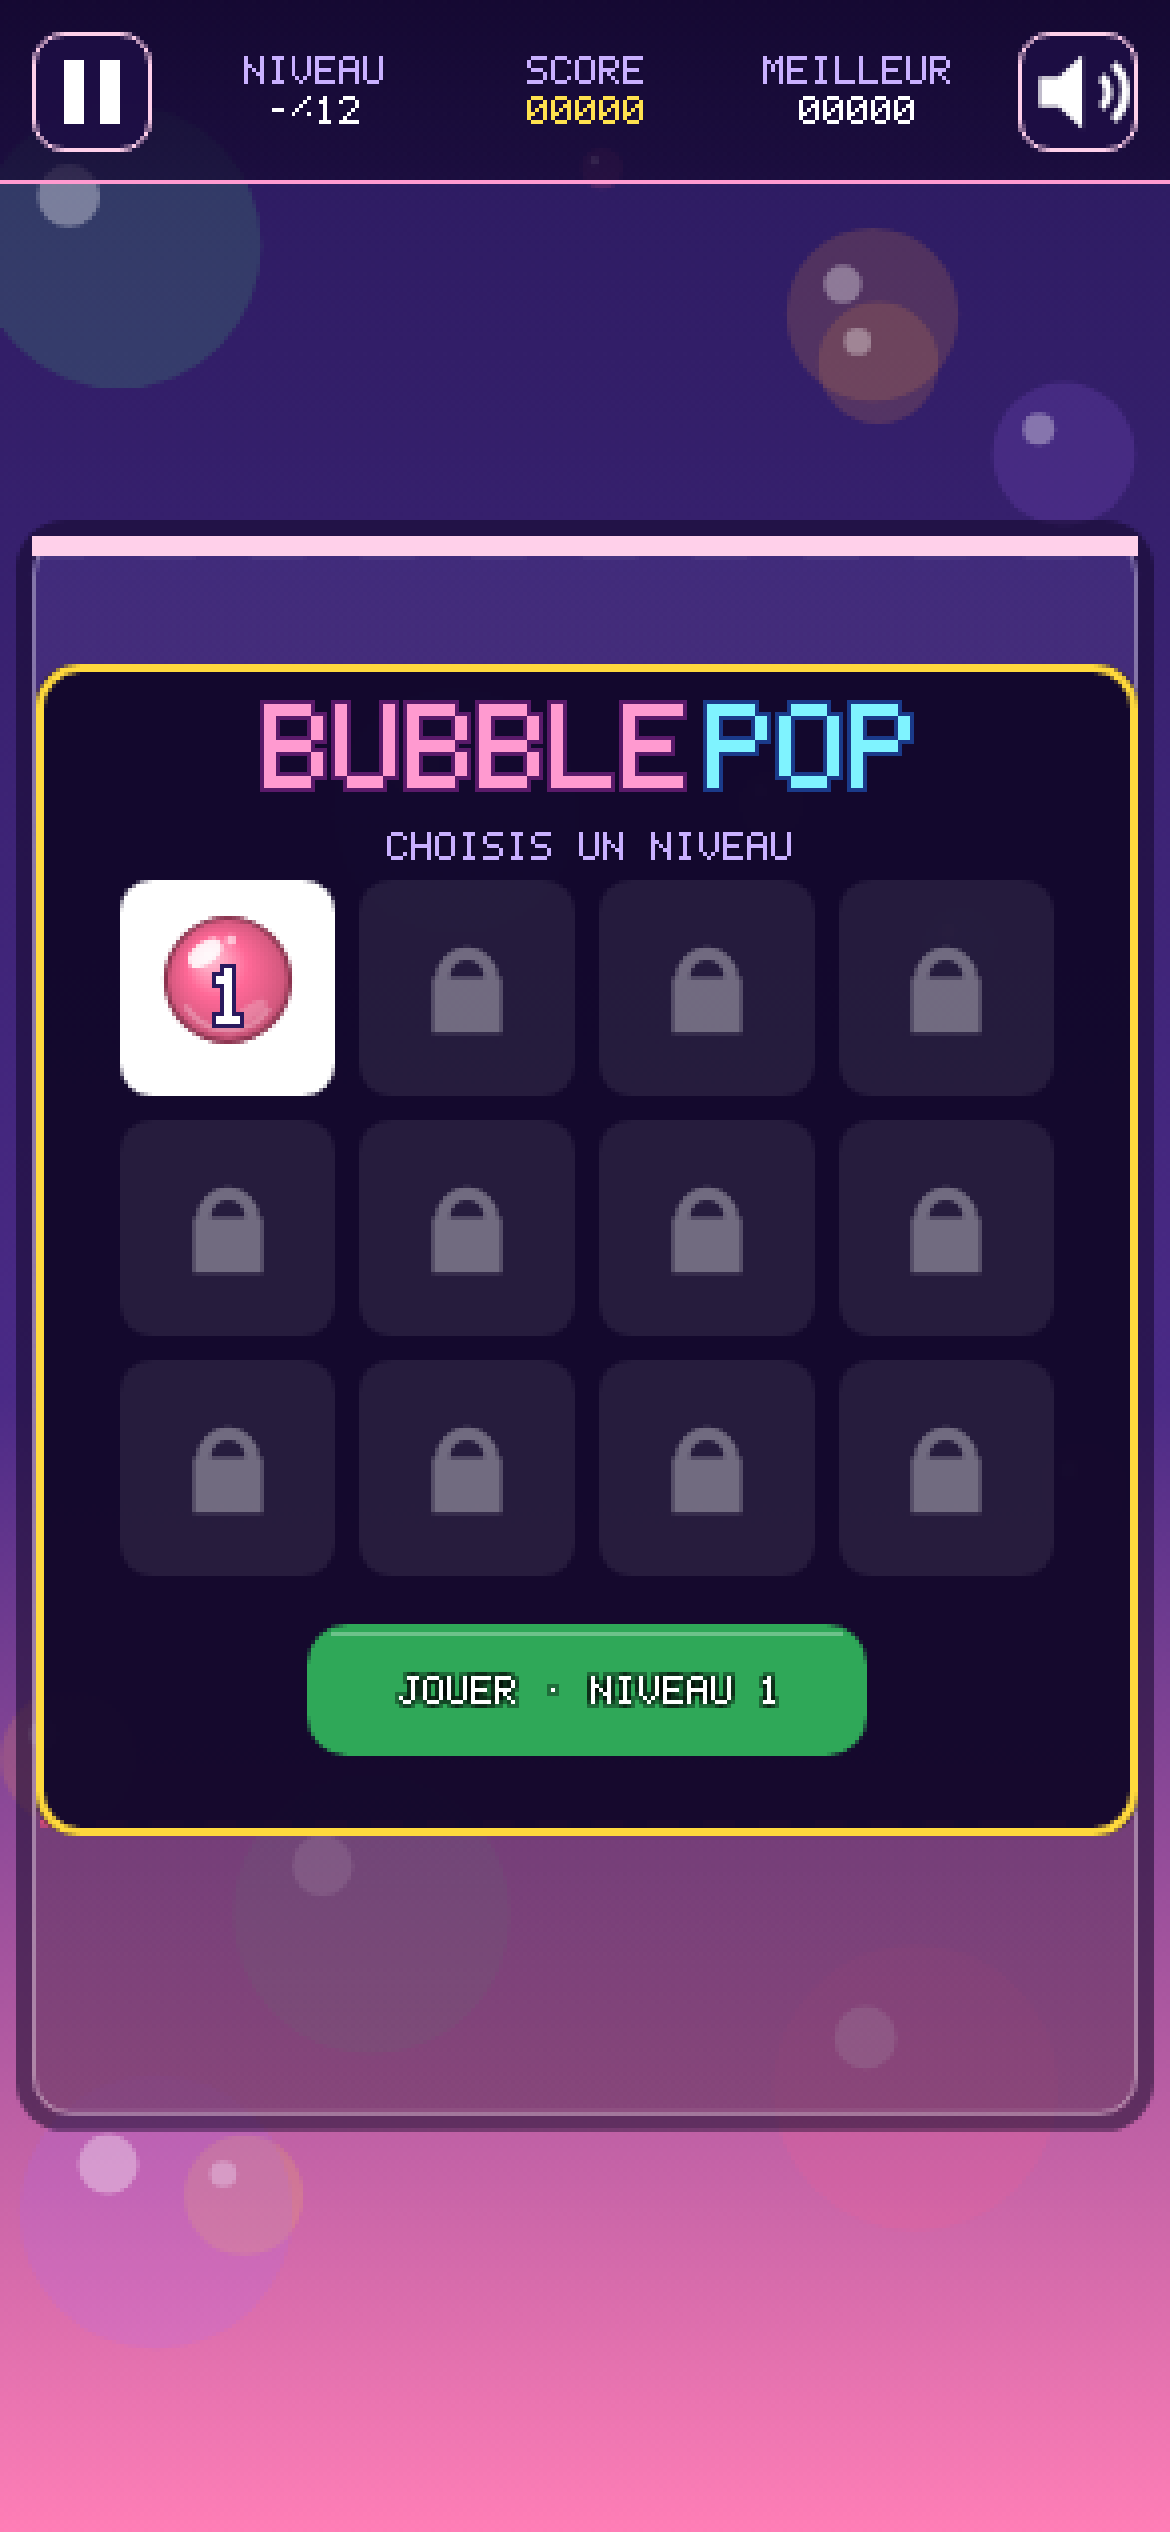 NIVEAU
-/12
SCORE
00000
MEILLEUR
00000
BUBBLE POP
CHOISIS UN NIVEAU
1
JOUER · NIVEAU 1